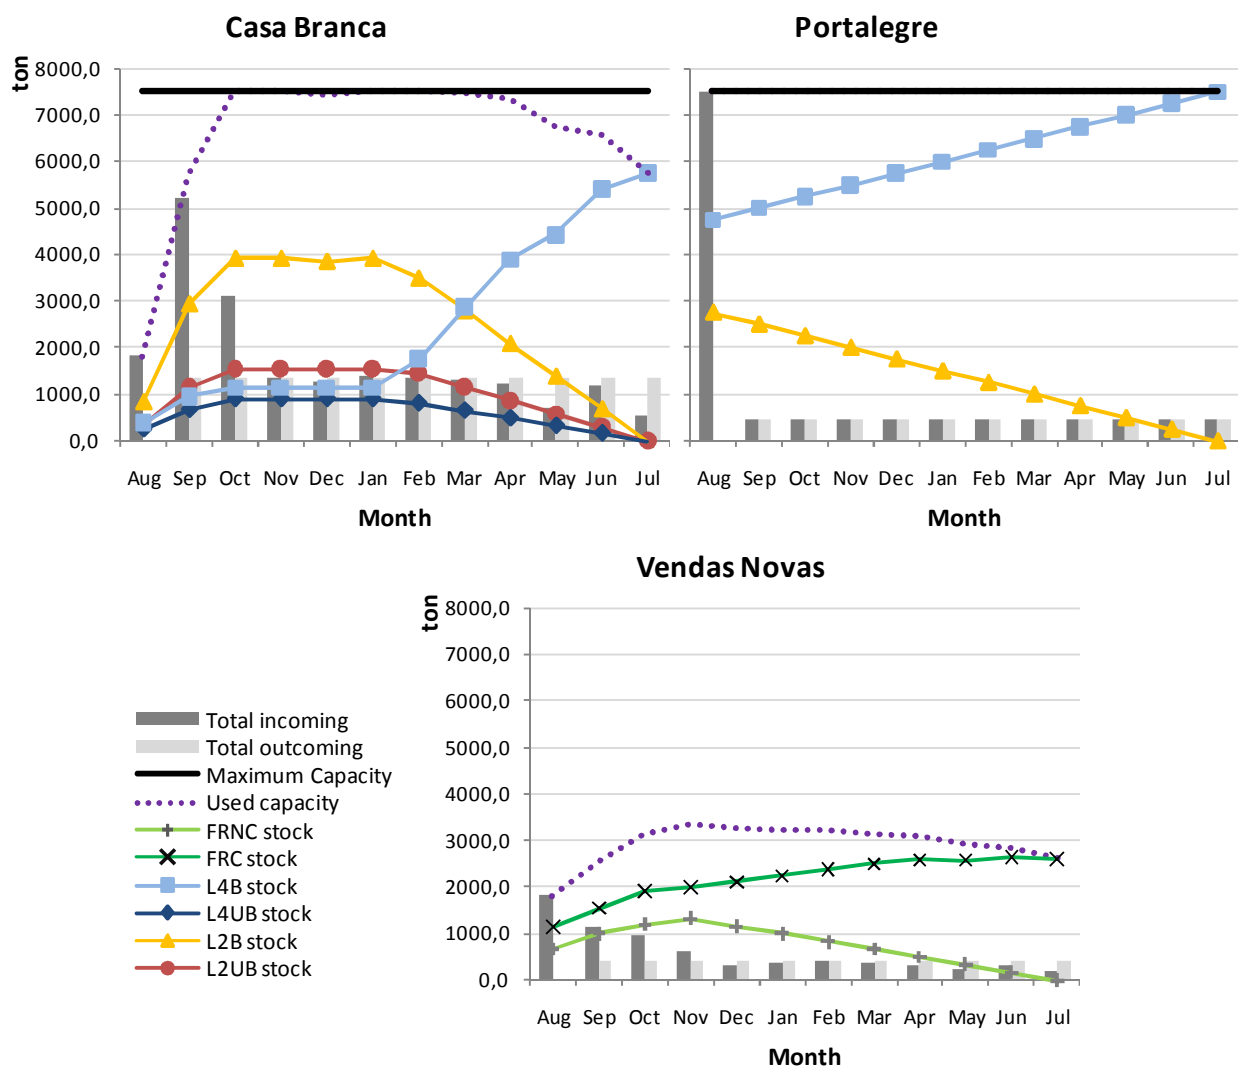 Casa Branca
ton
8000,0
7000,0
6000,0
5000,0
4000,0
3000,0
2000,0
1000,0
0,0
Aug Sep Oct Nov Dec Jan Feb Mar Apr May Jun Jul
Month
Portalegre
Aug Sep Oct Nov Dec Jan Feb Mar Apr May Jun Jul
Month
Vendas Novas
ton
8000,0
7000,0
6000,0
5000,0
4000,0
3000,0
2000,0
1000,0
0,0
Aug Sep Oct Nov Dec Jan Feb Mar Apr May Jun Jul
Month
Total incoming
Total outcoming
Maximum Capacity
Used capacity
FRNC stock
FRC stock
L4B stock
L4UB stock
L2B stock
L2UB stock